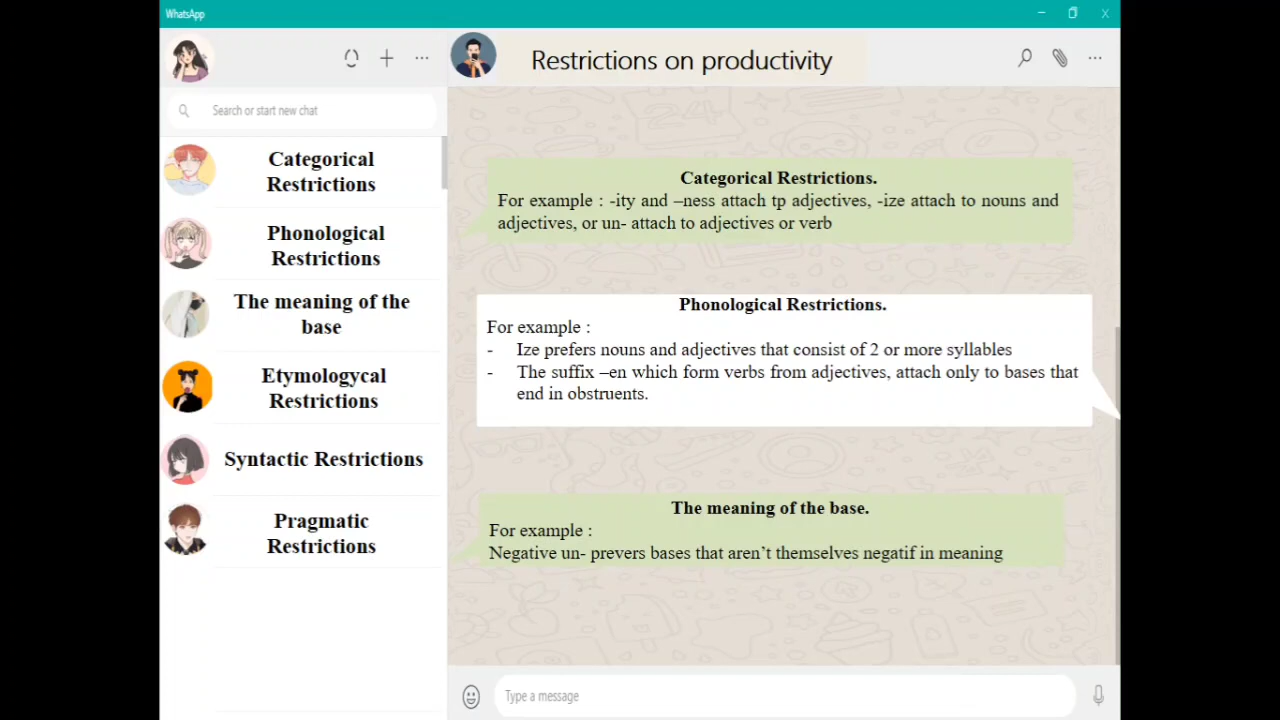 WhatsApp
Search or start new chat
Categorical
Restrictions
Phonological
Restrictions
The meaning of the
base
Etymologycal
Restrictions
Syntactic Restrictions
Pragmatic
Restrictions
Restrictions on productivity
Categorical Restrictions.
For example : -ity and –ness attach tp adjectives, -ize attach to nouns and
adjectives, or un- attach to adjectives or verb
Phonological Restrictions.
For example :
- Ize prefers nouns and adjectives that consist of 2 or more syllables
- The suffix –en which form verbs from adjectives, attach only to bases that
end in obstruents.
The meaning of the base.
For example :
Negative un- prevers bases that aren’t themselves negatif in meaning
Type a message